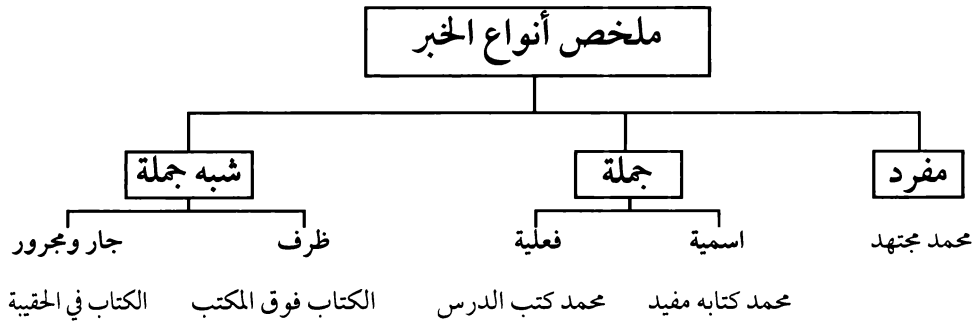 ملخص أنواع الخبر
مفرد
جملة
شبه جملة
اسمية
فعلية
ظرف
جار ومجرور
محمد مجتهد
محمد كتابه مفيد
محمد كتب الدرس
الكتاب فوق المكتب
الكتاب في الحقيبة